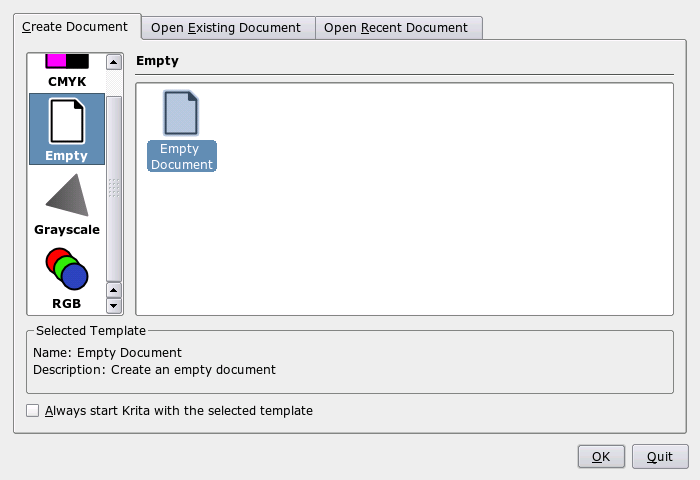 Create Document
Open Existing Document
Open Recent Document
CMYK
Empty
Grayscale
RGB
Empty
Empty
Document
Selected Template
Name: Empty Document
Description: Create an empty document
Always start Krita with the selected template
OK
Quit